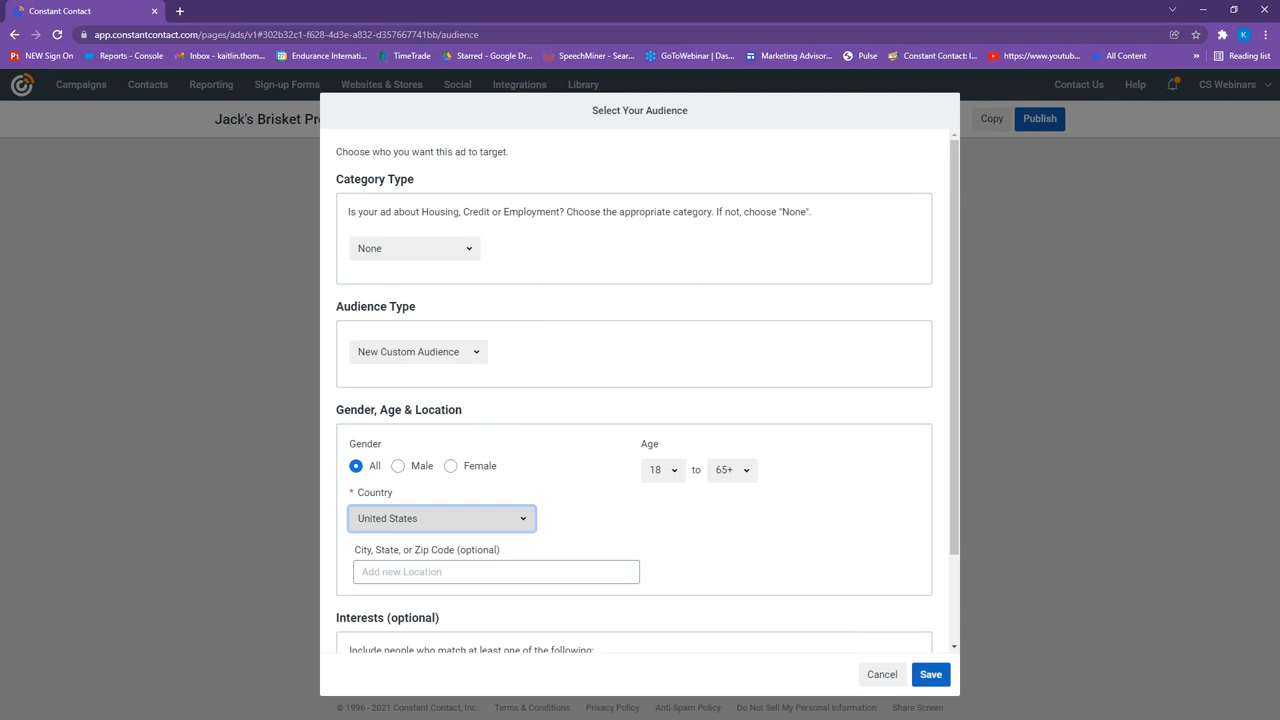 Constant Contact
app.constantcontact.com/pages/ads/v1#302b32c1-f628-4d3e-a832-d357667741bb/audience
NEW Sign On
Reports - Console
Inbox - kaitlin.thom...
Endurance Internati...
TimeTrade
Starred - Google Dr...
SpeechMiner - Sear...
GoToWebinar | Das...
Marketing Advisor...
Pulse
Constant Contact I...
https://www.youtu...
All Content
Reading list
Campaigns
Contacts
Reporting
Sign-up Forms
Websites & Stores
Social
Integrations
Library
Contact Us
Help
CS Webinars
Jack's Brisket Pr
Copy
Publish
Select Your Audience
Choose who you want this ad to target.
Category Type
Is your ad about Housing, Credit or Employment? Choose the appropriate category. If not, choose "None".
None
Audience Type
New Custom Audience
Gender, Age & Location
Gender
Age
All
Male
Female
18
to
65+
* Country
United States
City, State, or Zip Code (optional)
Add new Location
Interests (optional)
Include people who match at least one of the following:
Cancel
Save
© 1996 - 2021 Constant Contact, Inc.
Terms & Conditions
Privacy Policy
Anti-Spam Policy
Do Not Sell My Personal Information
Share Screen